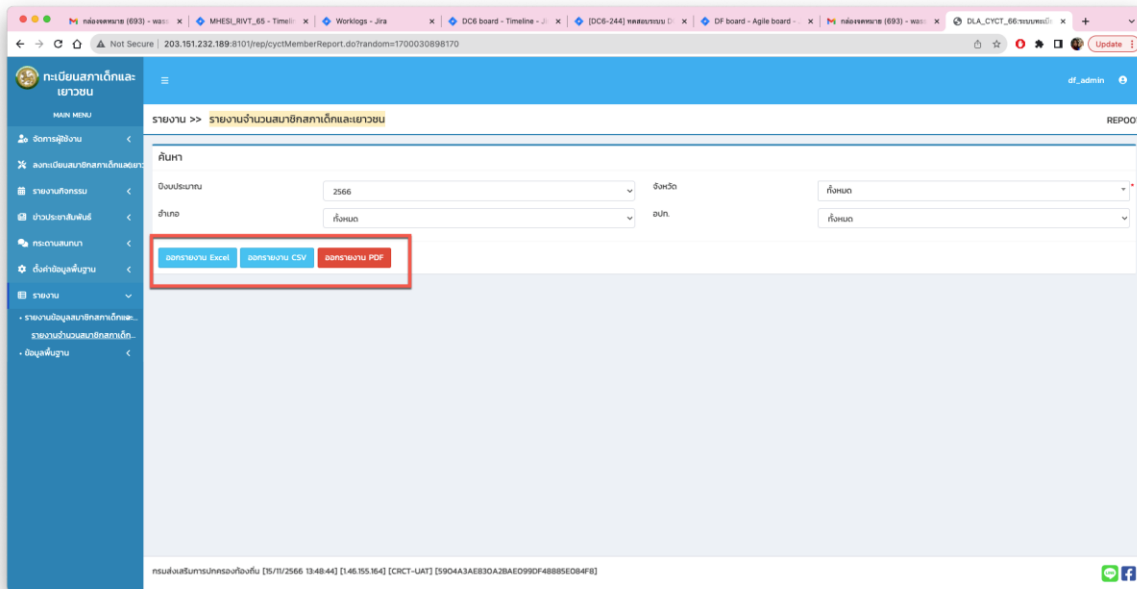 กล่องจดหมาย (693) - wass
MHESI_RIVT_65 - Timelin
Worklogs - Jira
DC6 board - Timeline - Ji
[DC6-244] ทดสอบระบบ D
DF board - Agile board -
กล่องจดหมาย (693) - wass
DLA_CYCT_66:ระบบทะเบี
Not Secure
203.151.232.189:8101/rep/cyctMemberReport.do?random=1700030898170
Update
ทะเบียนสภาเด็กและ
เยาวชน
df_admin
MAIN MENU
รายงาน >> รายงานจำนวนสมาชิกสภาเด็กและเยาวชน
REP001
จัดการผู้ใช้งาน
ลงทะเบียนสมาชิกสภาเด็กและเยาว
รายงานกิจกรรม
ข่าวประชาสัมพันธ์
กระดานสนทนา
ตั้งค่าข้อมูลพื้นฐาน
รายงาน
• รายงานข้อมูลสมาชิกสภาเด็กและ...
รายงานจำนวนสมาชิกสภาเด็ก...
• ข้อมูลพื้นฐาน
ค้นหา
ปีงบประมาณ
2566
จังหวัด
ทั้งหมด
*
อำเภอ
ทั้งหมด
อปท.
ทั้งหมด
ออกรายงาน Excel
ออกรายงาน CSV
ออกรายงาน PDF
กรมส่งเสริมการปกครองท้องถิ่น [15/11/2566 13:48:44] [1.46.155.164] [CRCT-UAT] [5904A3AE830A2BAE099DF48885E084F8]